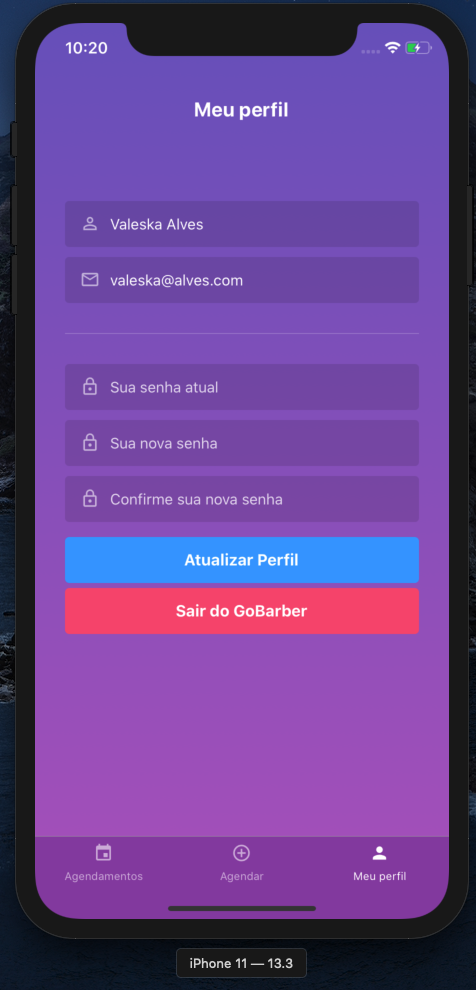 10:20
Meu perfil
Valeska Alves
valeska@alves.com
Sua senha atual
Sua nova senha
Confirme sua nova senha
Atualizar Perfil
Sair do GoBarber
Agendamentos
Agendar
Meu perfil
iPhone 11 — 13.3